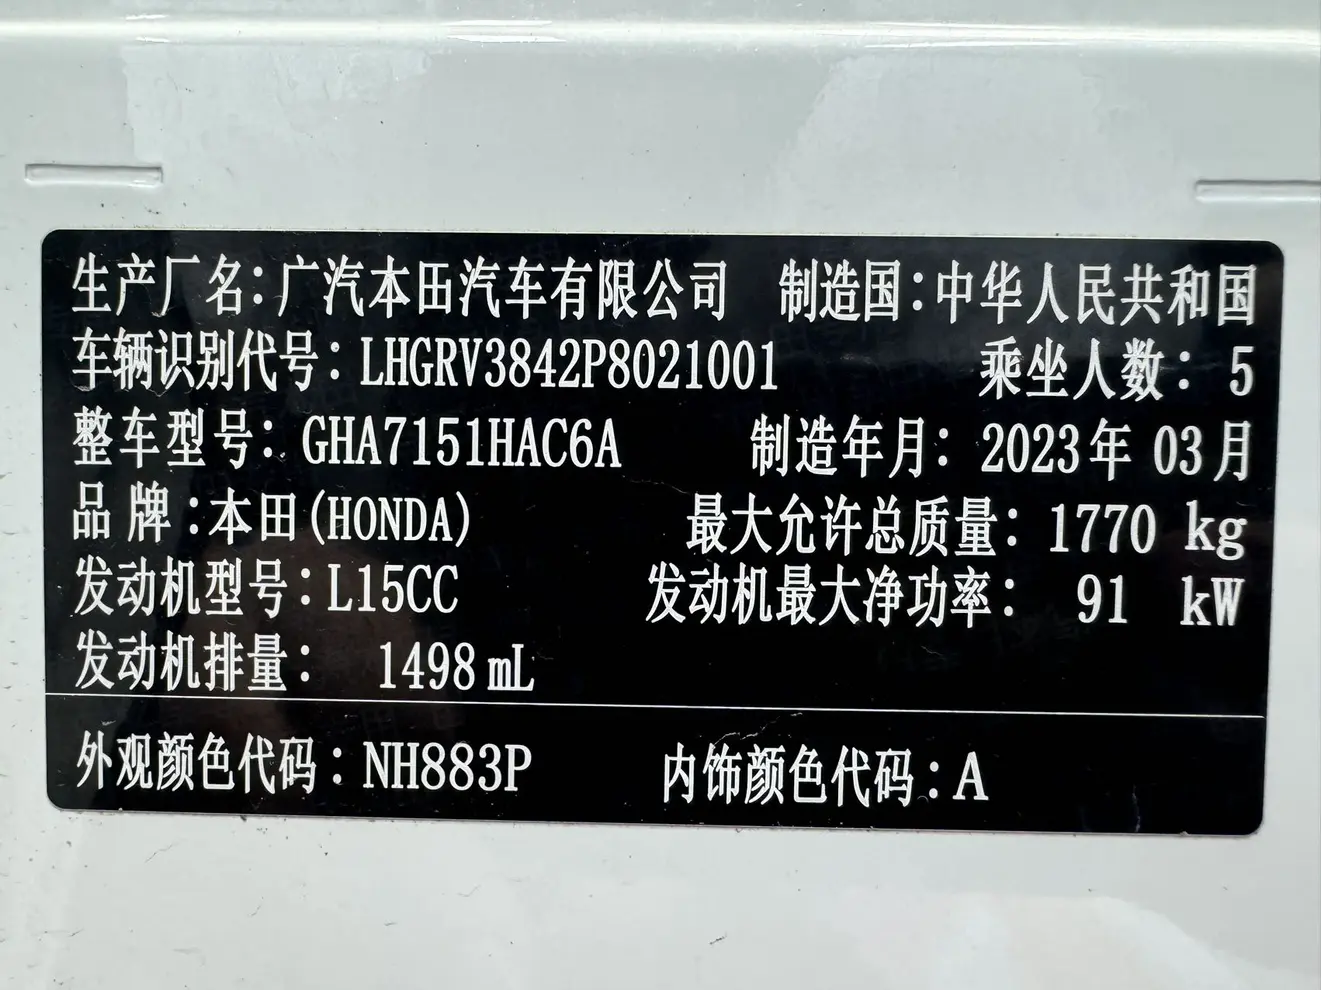 生产厂名:广汽本田汽车有限公司 制造国:中华人民共和国
车辆识别代号:LHGRV3842P8021001 乘坐人数:5
整车型号:GHA7151HAC6A 制造年月:2023年03月
品牌:本田(HONDA) 最大允许总质量:1770 kg
发动机型号:L15CC 发动机最大净功率:91 kW
发动机排量:1498 mL
外观颜色代码:NH883P 内饰颜色代码:A